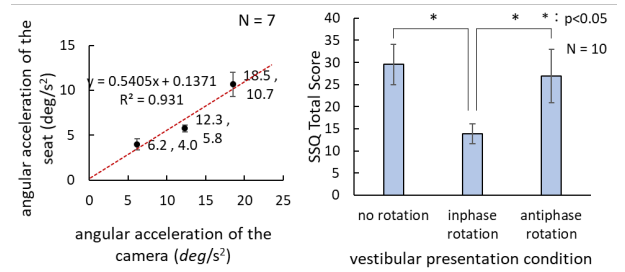 N = 7
angular acceleration of the
seat (deg/s²)
15
10
5
0
y = 0.5405x + 0.1371
R² = 0.931
18.5 ,
10.7
12.3 ,
5.8
6.2 , 4.0
0 5 10 15 20 25
angular acceleration of the
camera (deg/s²)
SSQ Total Score
40
35
30
25
20
15
10
5
0
* * * : p<0.05
N = 10
no rotation inphase rotation antiphase rotation
vestibular presentation condition